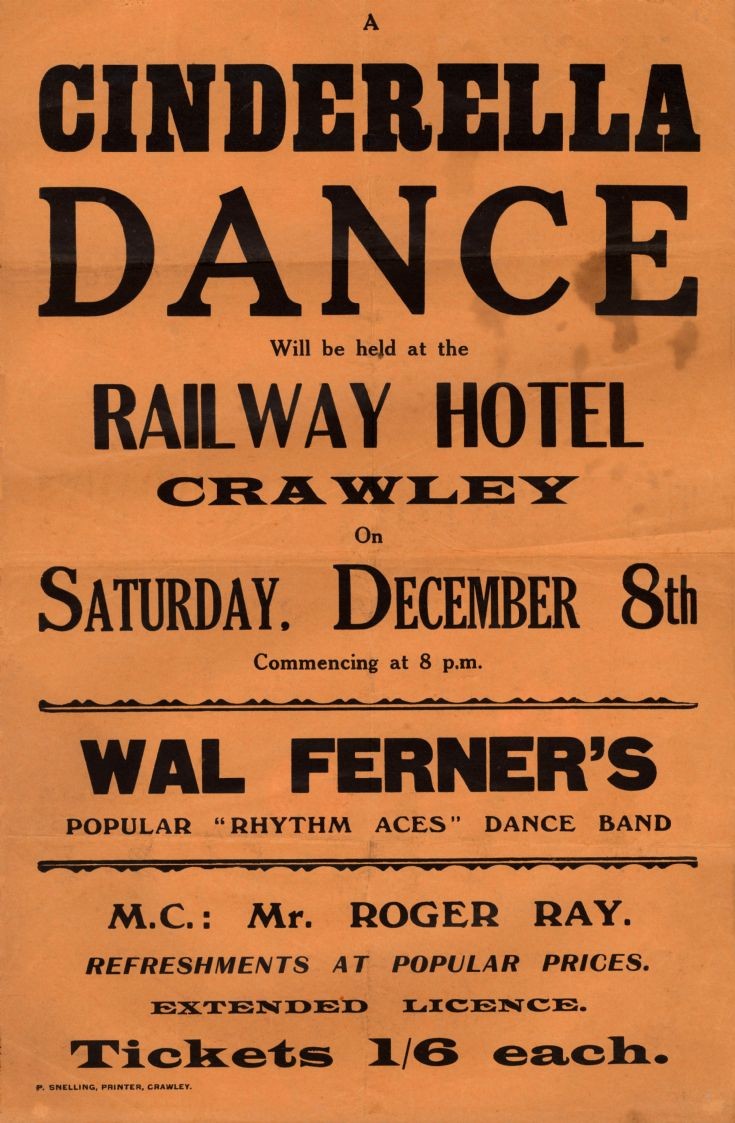 A
CINDERELLA
DANCE
Will be held at the
RAILWAY HOTEL
CRAWLEY
On
SATURDAY, DECEMBER 8th
Commencing at 8 p.m.
WAL FERNER'S
POPULAR "RHYTHM ACES" DANCE BAND
M.C.: Mr. ROGER RAY.
REFRESHMENTS AT POPULAR PRICES.
EXTENDED LICENCE.
Tickets 1/6 each.
P. SNELLING, PRINTER, CRAWLEY.